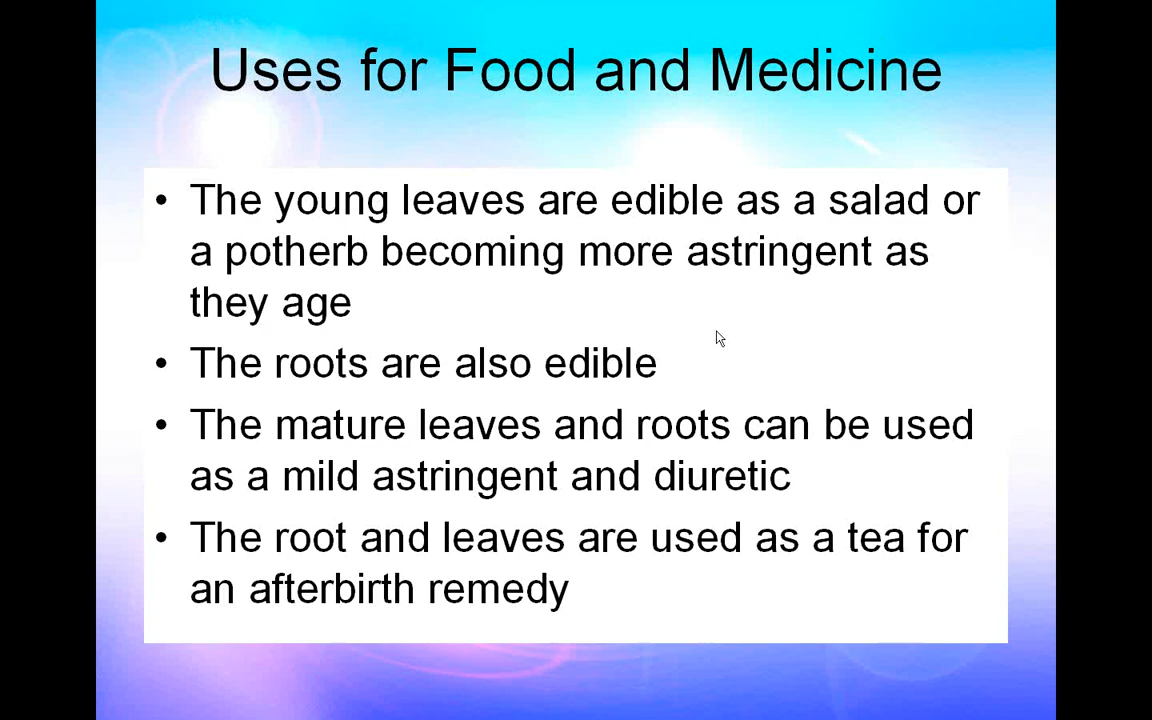 Uses for Food and Medicine
• The young leaves are edible as a salad or
a potherb becoming more astringent as
they age
• The roots are also edible
• The mature leaves and roots can be used
as a mild astringent and diuretic
• The root and leaves are used as a tea for
an afterbirth remedy